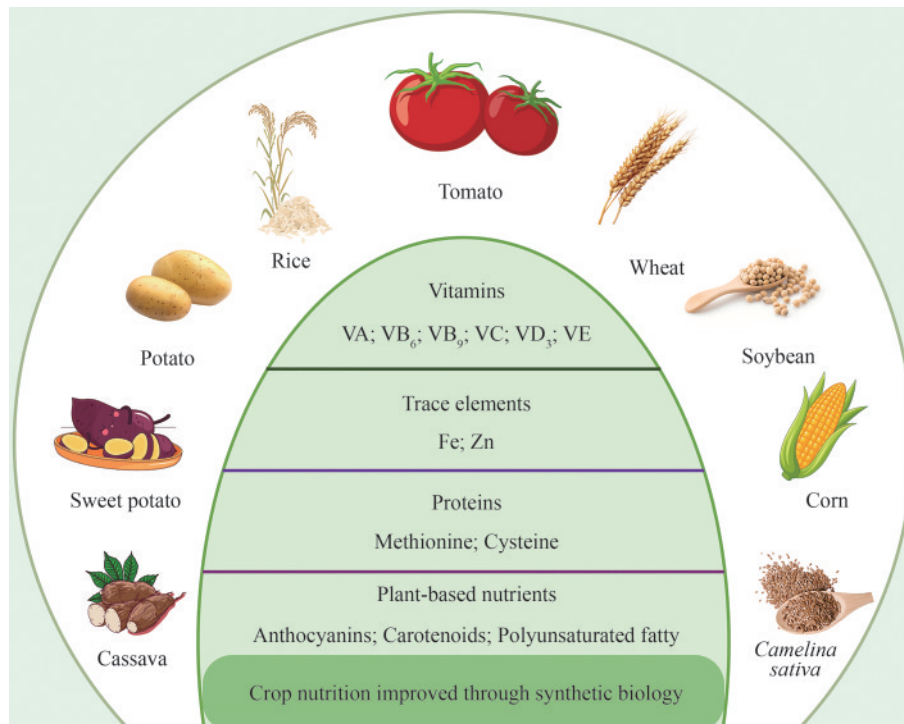 Tomato
Rice
Wheat
Potato
Soybean
Sweet potato
Corn
Cassava
Camelina
sativa
Vitamins
VA; VB₆; VB₉; VC; VD₃; VE
Trace elements
Fe; Zn
Proteins
Methionine; Cysteine
Plant-based nutrients
Anthocyanins; Carotenoids; Polyunsaturated fatty
Crop nutrition improved through synthetic biology